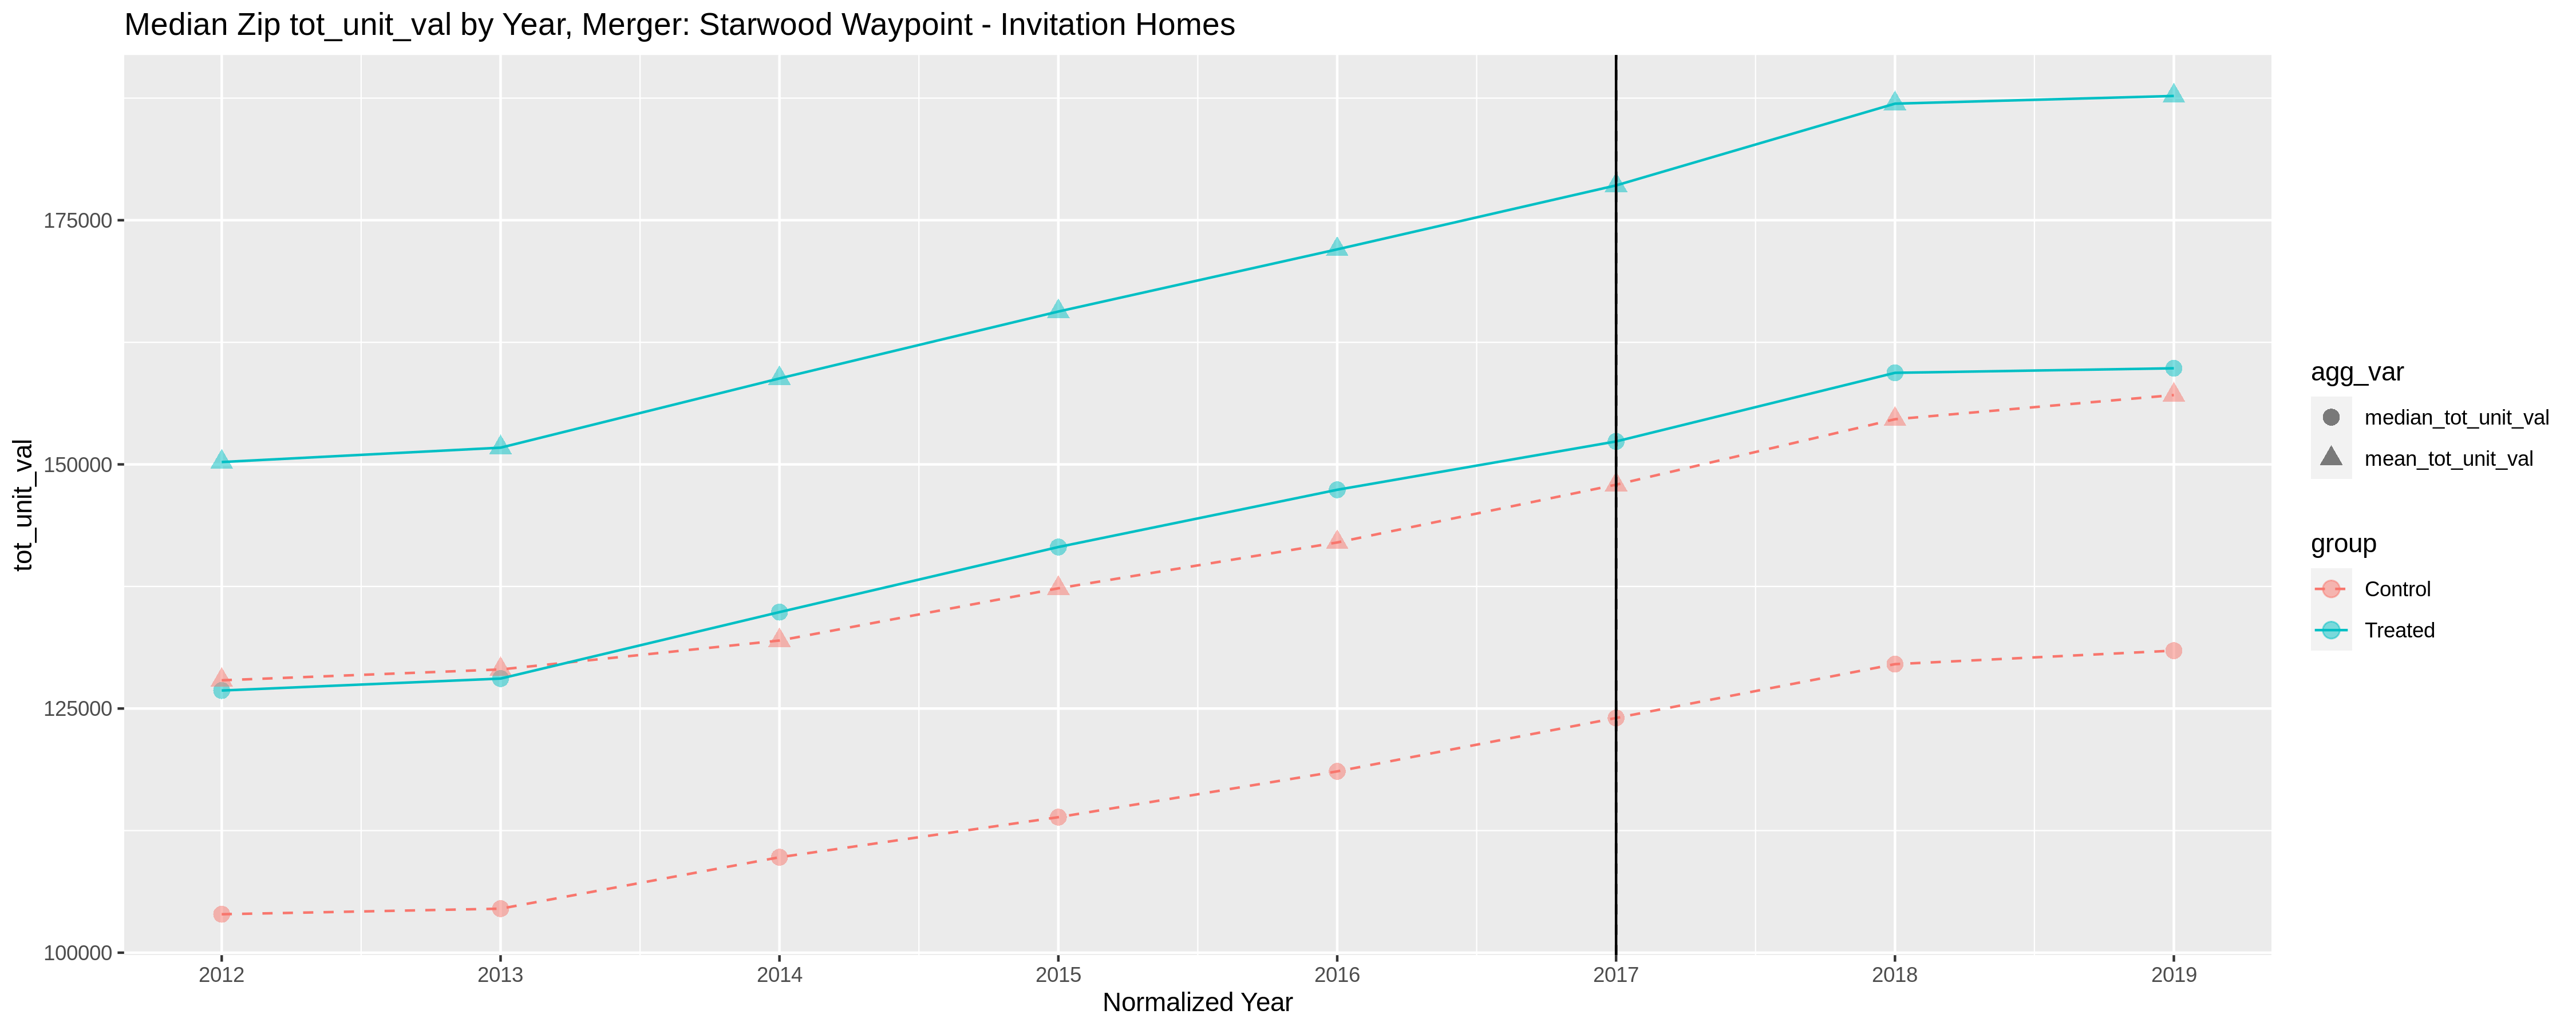 Median Zip tot_unit_val by Year, Merger: Starwood Waypoint - Invitation Homes
tot_unit_val
175000
150000
125000
100000
2012 2013 2014 2015 2016 2017 2018 2019
Normalized Year
agg_var
median_tot_unit_val
mean_tot_unit_val
group
Control
Treated